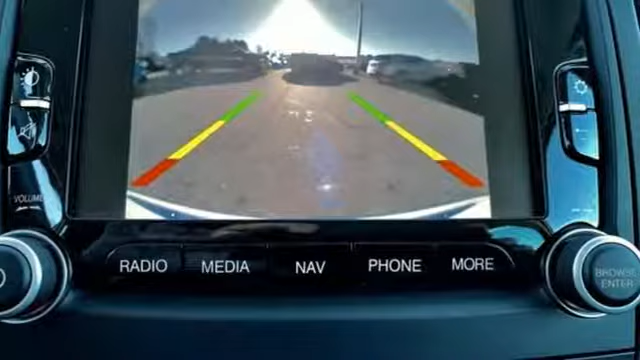 VOLUME
RADIO
MEDIA
NAV
PHONE
MORE
BROWSE
ENTER